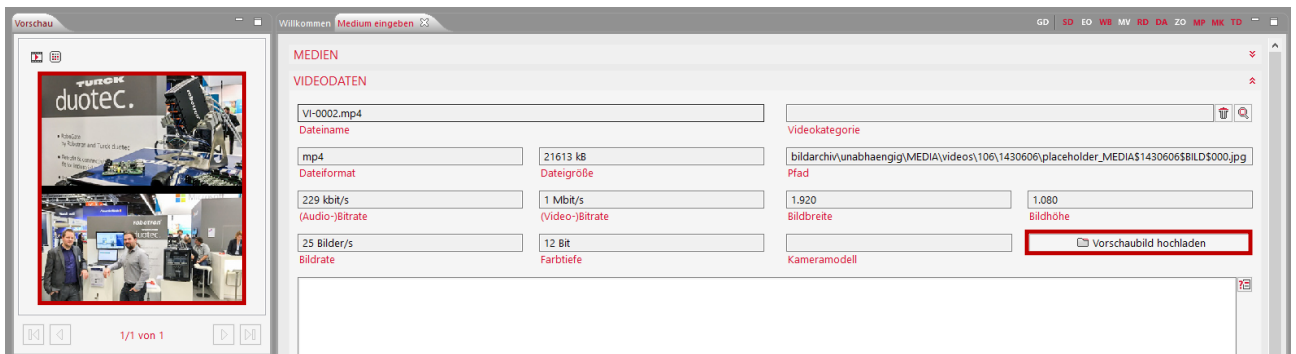 Vorschau
Willkommen Medium eingeben GD SD EO WB MV RD DA ZO MP MK TD
MEDIEN
VIDEODATEN
TURCK
duotec.
robotron
duotec
VI-0002.mp4
Dateiname Videokategorie
mp4 21613 kB bildarchiv\unabhaengig\MEDIA\videos\106\1430606\placeholder_MEDIA$1430606$BILD$000.jpg
Dateiformat Dateigröße Pfad
229 kbit/s 1 Mbit/s 1.920 1.080
(Audio-)Bitrate (Video-)Bitrate Bildbreite Bildhöhe
25 Bilder/s 12 Bit Vorschaubild hochladen
Bildrate Farbtiefe Kameramodell
1/1 von 1